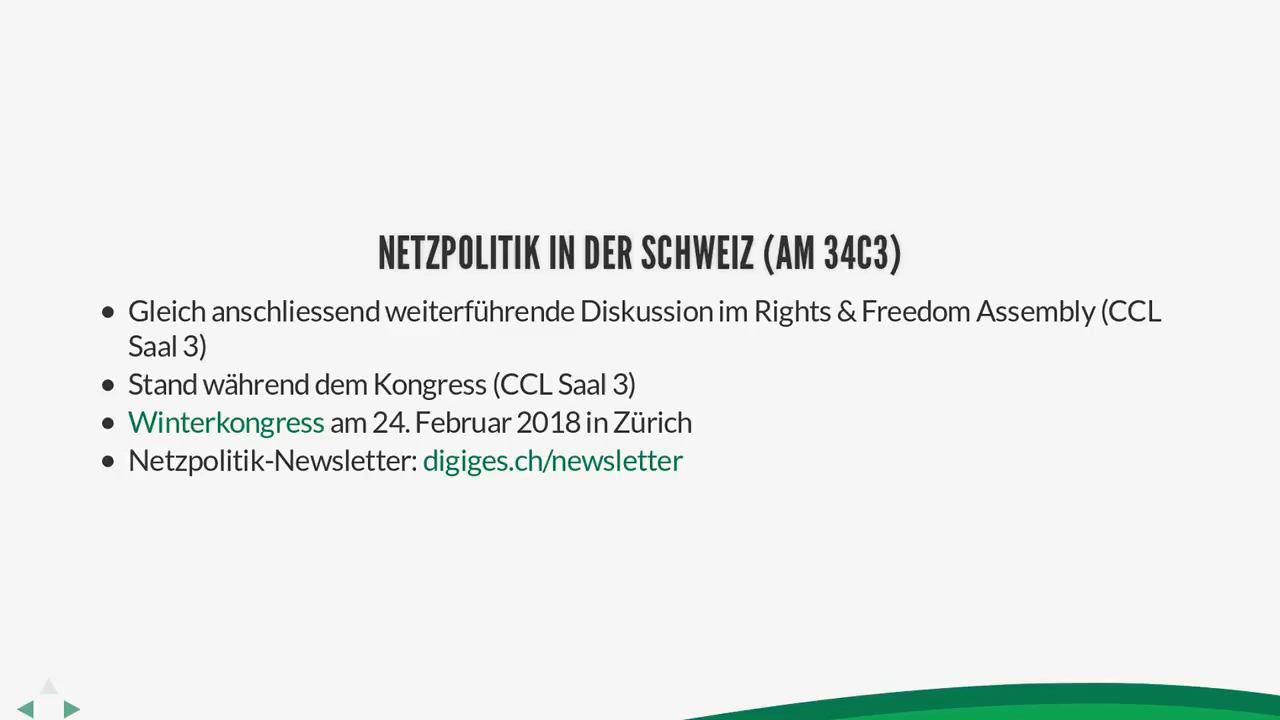 NETZPOLITIK IN DER SCHWEIZ (AM 34C3)
Gleich anschliessend weiterführende Diskussion im Rights & Freedom Assembly (CCL
Saal 3)
Stand während dem Kongress (CCL Saal 3)
Winterkongress am 24. Februar 2018 in Zürich
Netzpolitik-Newsletter: digiges.ch/newsletter